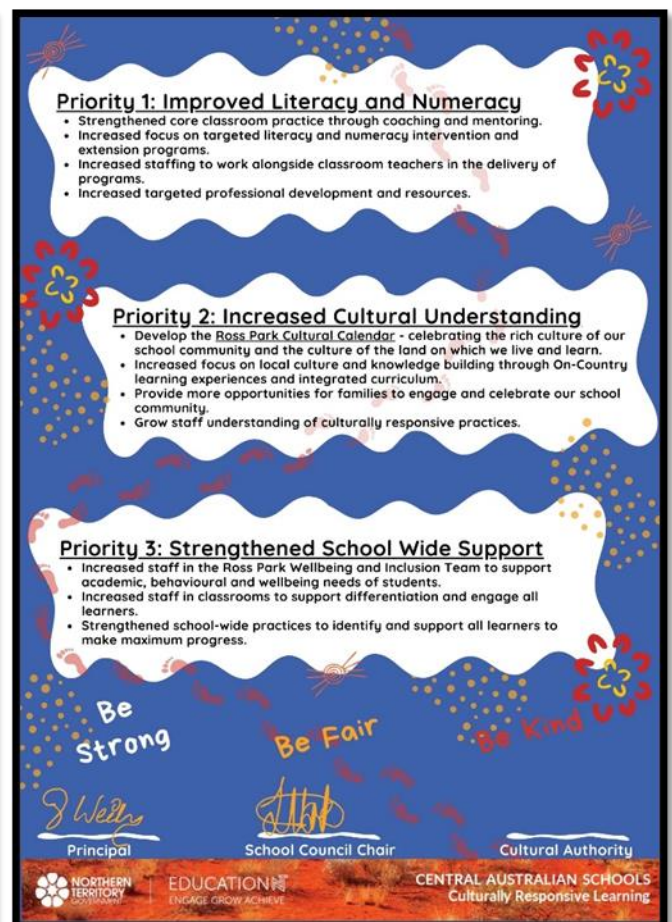 Priority 1: Improved Literacy and Numeracy
• Strengthened core classroom practice through coaching and mentoring.
• Increased focus on targeted literacy and numeracy intervention and
extension programs.
• Increased staffing to work alongside classroom teachers in the delivery of
programs.
• Increased targeted professional development and resources.
Priority 2: Increased Cultural Understanding
• Develop the Ross Park Cultural Calendar - celebrating the rich culture of our
school community and the culture of the land on which we live and learn.
• Increased focus on local culture and knowledge building through On-Country
learning experiences and integrated curriculum.
• Provide more opportunities for families to engage and celebrate our school
community.
• Grow staff understanding of culturally responsive practices.
Priority 3: Strengthened School Wide Support
• Increased staff in the Ross Park Wellbeing and Inclusion Team to support
academic, behavioural and wellbeing needs of students.
• Increased staff in classrooms to support differentiation and engage all
learners.
• Strengthened school-wide practices to identify and support all learners to
make maximum progress.
Be
Strong
Be Fair
Be Kind
Principal
School Council Chair
Cultural Authority
NORTHERN
TERRITORY
GOVERNMENT
EDUCATION
ENGAGE GROW ACHIEVE
CENTRAL AUSTRALIAN SCHOOLS
Culturally Responsive Learning